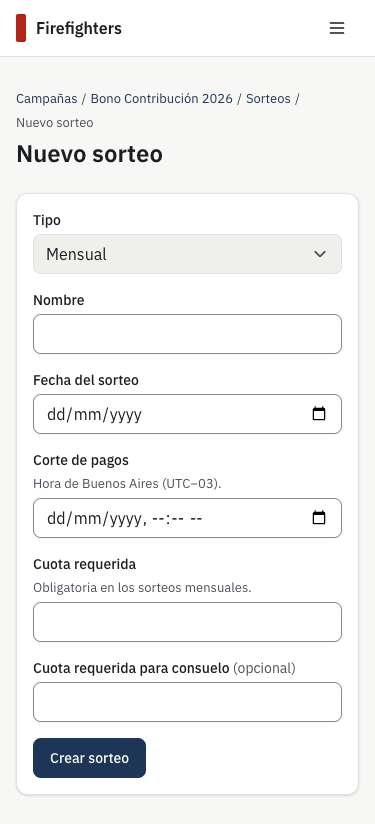 Firefighters
Campañas / Bono Contribución 2026 / Sorteos /
Nuevo sorteo
Nuevo sorteo
Tipo
Mensual
Nombre
Fecha del sorteo
dd/mm/yyyy
Corte de pagos
Hora de Buenos Aires (UTC−03).
dd/mm/yyyy, --:-- --
Cuota requerida
Obligatoria en los sorteos mensuales.
Cuota requerida para consuelo (opcional)
Crear sorteo